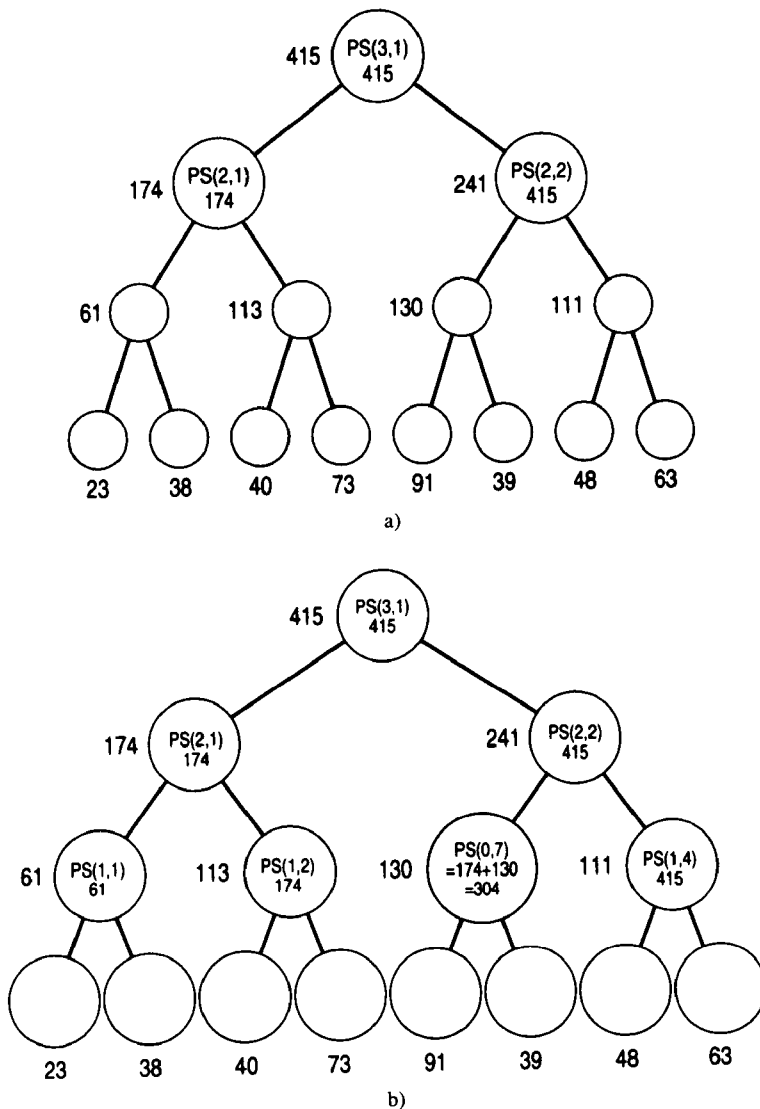 415 PS(3,1)
415
174 PS(2,1)
174
241 PS(2,2)
415
61 113 130 111
23 38 40 73 91 39 48 63
a)
415 PS(3,1)
415
174 PS(2,1)
174
241 PS(2,2)
415
61 PS(1,1)
61
113 PS(1,2)
174
130 PS(0,7)
=174+130
=304
111 PS(1,4)
415
23 38 40 73 91 39 48 63
b)